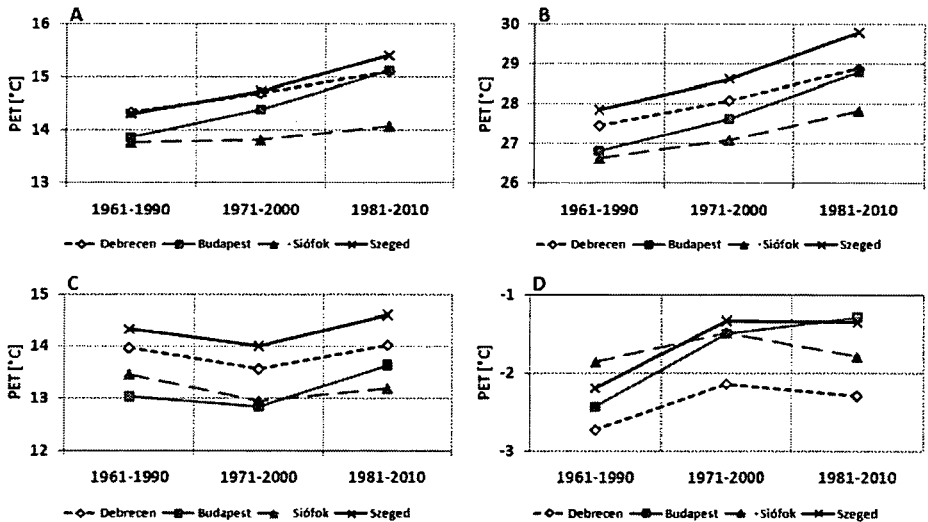 A
16
15
14
13
PET [°C]
1961-1990 1971-2000 1981-2010
Debrecen Budapest Siófok Szeged
B
30
29
28
27
26
PET [°C]
1961-1990 1971-2000 1981-2010
Debrecen Budapest Siófok Szeged
C
15
14
13
12
PET [°C]
1961-1990 1971-2000 1981-2010
Debrecen Budapest Siófok Szeged
D
-1
-2
-3
PET [°C]
1961-1990 1971-2000 1981-2010
Debrecen Budapest Siófok Szeged